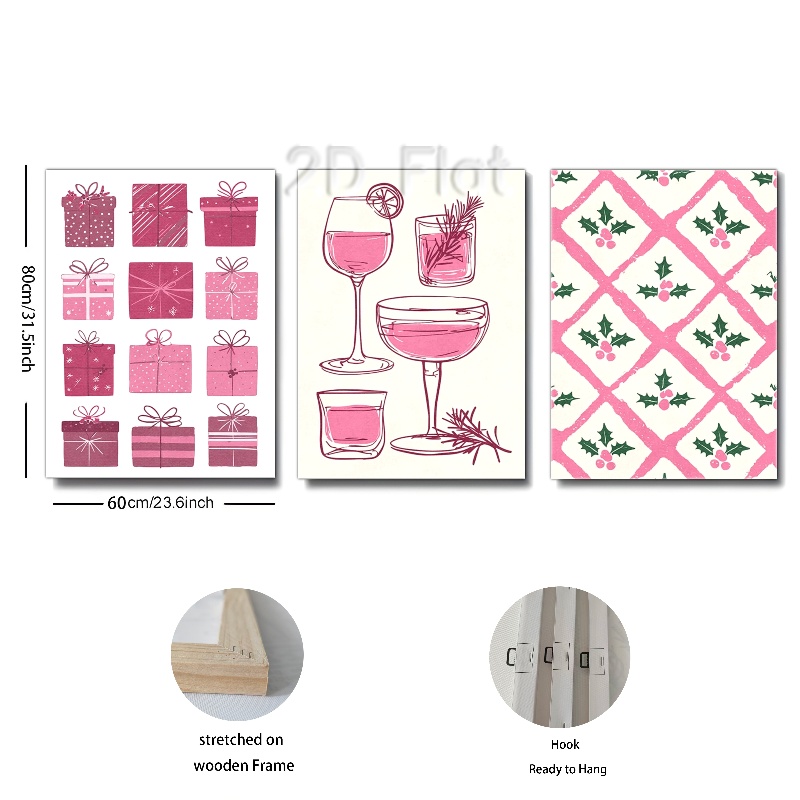 2D Flat
80cm/31.5inch
60cm/23.6inch
stretched on
wooden Frame
Hook
Ready to Hang